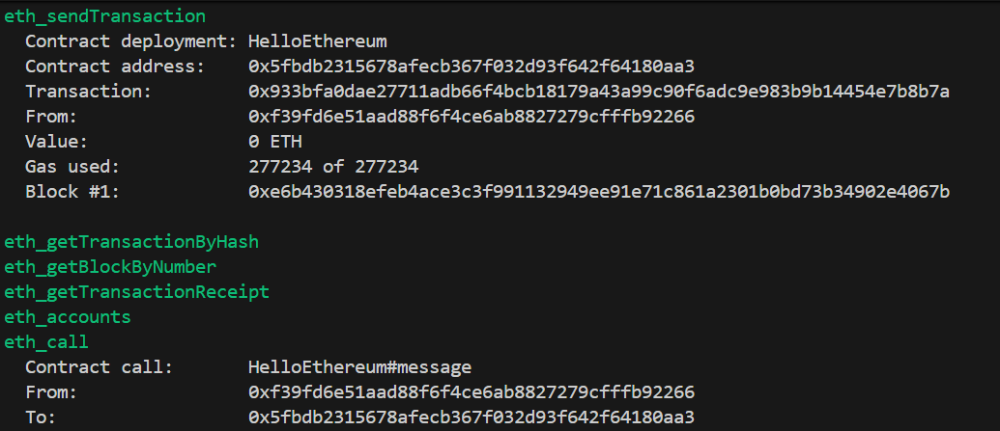 eth_sendTransaction
Contract deployment: HelloEthereum
Contract address: 0x5fbdb2315678afecb367f032d93f642f64180aa3
Transaction: 0x933bfa0dae27711adb66f4bcb18179a43a99c90f6adc9e983b9b14454e7b8b7a
From: 0xf39fd6e51aad88f6f4ce6ab8827279cfffb92266
Value: 0 ETH
Gas used: 277234 of 277234
Block #1: 0xe6b430318efeb4ace3c3f991132949ee91e71c861a2301b0bd73b34902e4067b
eth_getTransactionByHash
eth_getBlockByNumber
eth_getTransactionReceipt
eth_accounts
eth_call
Contract call: HelloEthereum#message
From: 0xf39fd6e51aad88f6f4ce6ab8827279cfffb92266
To: 0x5fbdb2315678afecb367f032d93f642f64180aa3